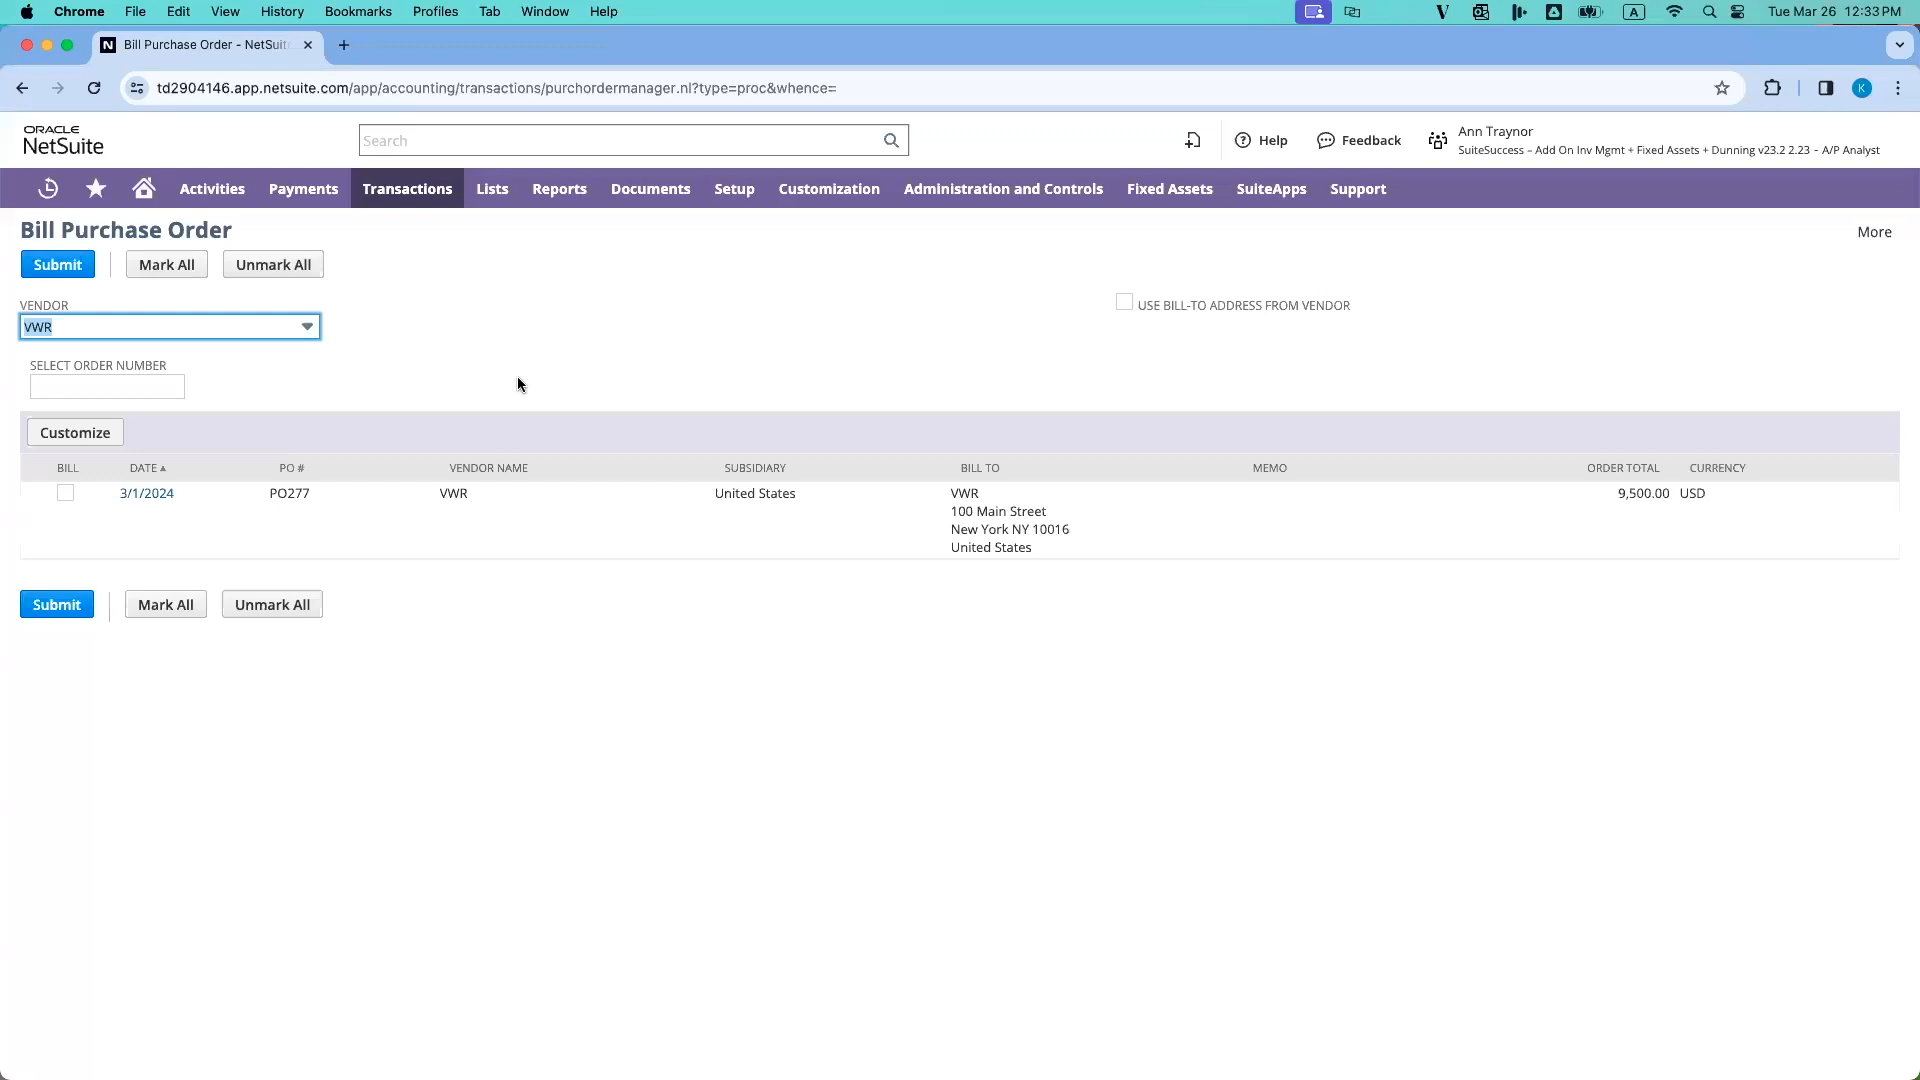 Chrome File Edit View History Bookmarks Profiles Tab Window Help V A Tue Mar 26 12:33 PM
N Bill Purchase Order - NetSuit
td2904146.app.netsuite.com/app/accounting/transactions/purchordermanager.nl?type=proc&whence= K
ORACLE
NetSuite
Search
Help
Feedback
Ann Traynor
SuiteSuccess – Add On Inv Mgmt + Fixed Assets + Dunning v23.2 2.23 - A/P Analyst
Activities Payments Transactions Lists Reports Documents Setup Customization Administration and Controls Fixed Assets SuiteApps Support
Bill Purchase Order
More
Submit Mark All Unmark All
VENDOR
VWR
USE BILL-TO ADDRESS FROM VENDOR
SELECT ORDER NUMBER
Customize
BILL DATE PO # VENDOR NAME SUBSIDIARY BILL TO MEMO ORDER TOTAL CURRENCY
3/1/2024 PO277 VWR United States VWR 9,500.00 USD
100 Main Street
New York NY 10016
United States
Submit Mark All Unmark All